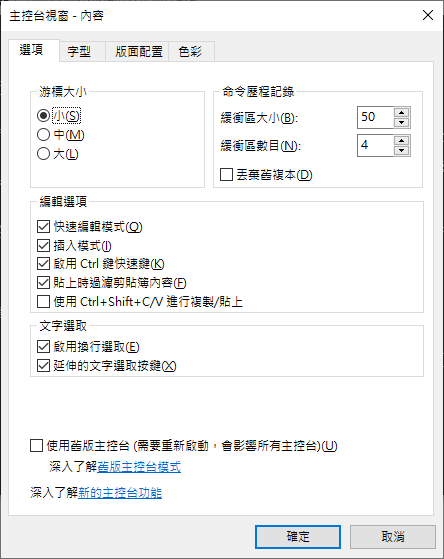 主控台視窗 - 內容
選項 字型 版面配置 色彩
游標大小
小(S)
中(M)
大(L)
命令歷程記錄
緩衝區大小(B): 50
緩衝區數目(N): 4
丟棄舊複本(D)
編輯選項
快速編輯模式(Q)
插入模式(I)
啟用 Ctrl 鍵快速鍵(K)
貼上時過濾剪貼簿內容(F)
使用 Ctrl+Shift+C/V 進行複製/貼上
文字選取
啟用換行選取(E)
延伸的文字選取按鍵(X)
使用舊版主控台 (需要重新啟動，會影響所有主控台)(U)
深入了解舊版主控台模式
深入了解新的主控台功能
確定 取消